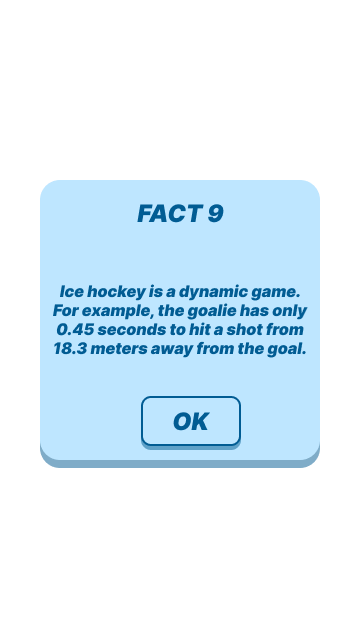 FACT 9
Ice hockey is a dynamic game.
For example, the goalie has only
0.45 seconds to hit a shot from
18.3 meters away from the goal.
OK